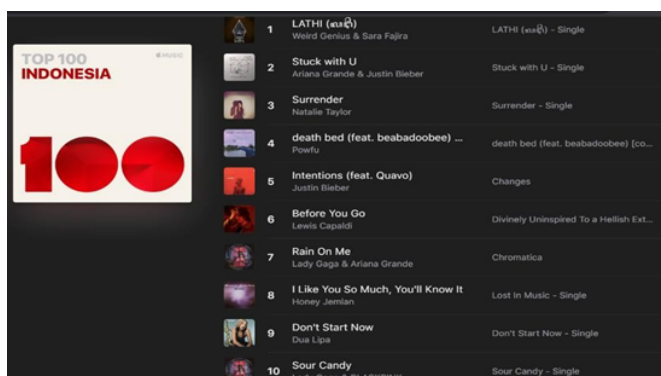 TOP 100
MUSIC
INDONESIA
100
1 LATHI (ꦭꦛꦶ) LATHI (ꦭꦛꦶ) - Single
Weird Genius & Sara Fajira
2 Stuck with U Stuck with U - Single
Ariana Grande & Justin Bieber
3 Surrender Surrender - Single
Natalie Taylor
4 death bed (feat. beabadoobee) ... death bed (feat. beabadoobee) [co...
Powfu
5 Intentions (feat. Quavo) Changes
Justin Bieber
6 Before You Go Divinely Uninspired To a Hellish Ext...
Lewis Capaldi
7 Rain On Me Chromatica
Lady Gaga & Ariana Grande
8 I Like You So Much, You'll Know It Lost In Music - Single
Honey Jemlan
9 Don't Start Now Don't Start Now - Single
Dua Lipa
10 Sour Candy Sour Candy - Single